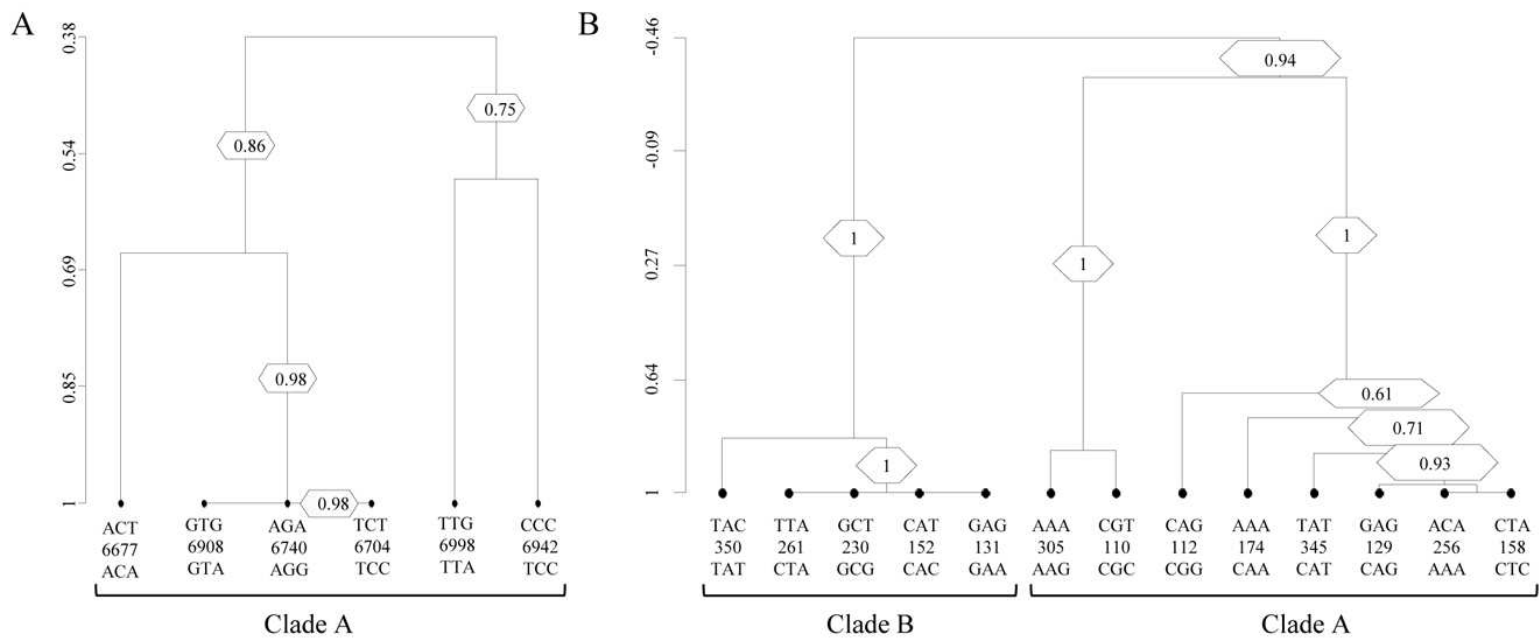 A
0.38
0.54
0.69
0.85
1
0.75
0.86
0.98
0.98
ACT GTG AGA TCT TTG CCC
6677 6908 6740 6704 6998 6942
ACA GTA AGG TCC TTA TCC
Clade A
B
-0.46
-0.09
0.27
0.64
1
0.94
1
1
1
0.61
0.71
0.93
1
TAC TTA GCT CAT GAG AAA CGT CAG AAA TAT GAG ACA CTA
350 261 230 152 131 305 110 112 174 345 129 256 158
TAT CTA GCG CAC GAA AAG CGC CGG CAA CAT CAG AAA CTC
Clade B Clade A